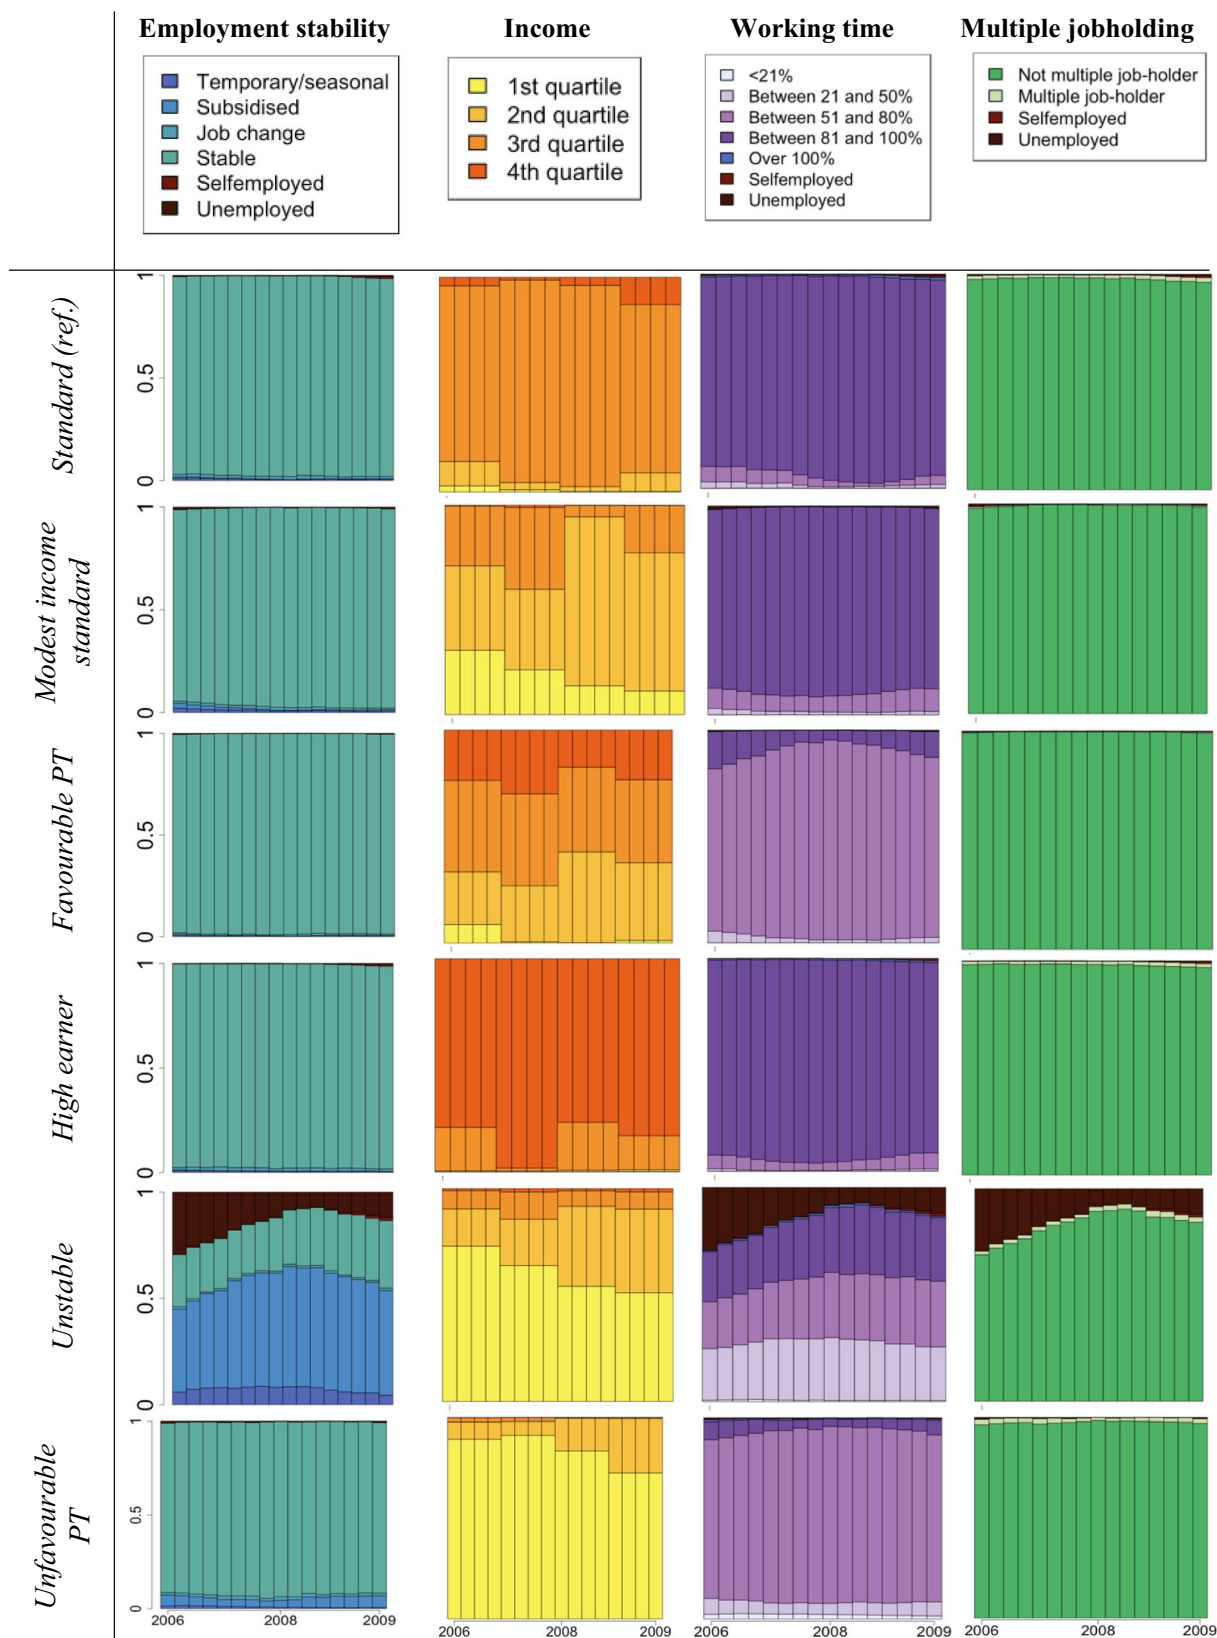 Employment stability
Income
Working time
Multiple jobholding
Temporary/seasonal
Subsidised
Job change
Stable
Selfemployed
Unemployed
1st quartile
2nd quartile
3rd quartile
4th quartile
<21%
Between 21 and 50%
Between 51 and 80%
Between 81 and 100%
Over 100%
Selfemployed
Unemployed
Not multiple job-holder
Multiple job-holder
Selfemployed
Unemployed
Standard (ref.)
1
0.5
0
Modest income
standard
1
0.5
0
Favourable PT
1
0.5
0
High earner
1
0.5
0
Unstable
1
0.5
0
Unfavourable
PT
1
0.5
0
2006 2008 2009
2006 2008 2009
2006 2008 2009
2006 2008 2009